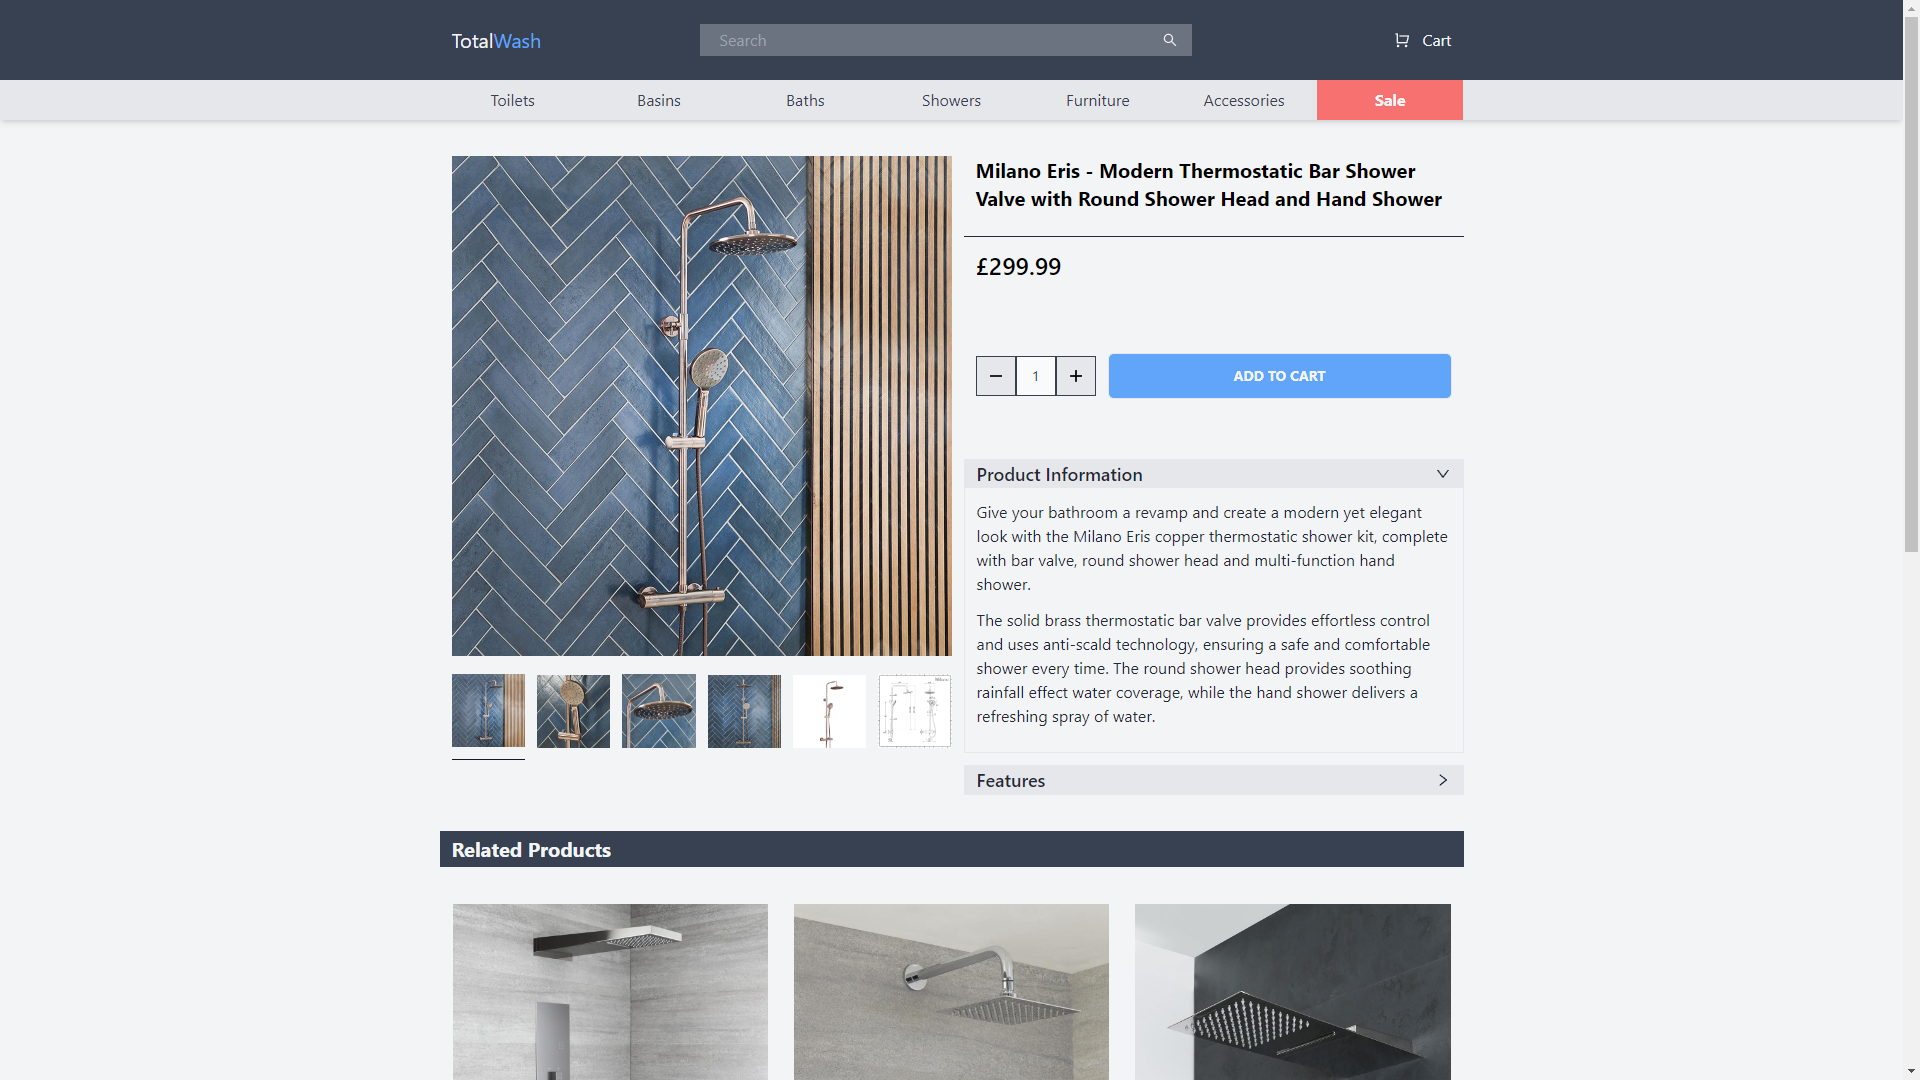 TotalWash
Search
Cart
Toilets
Basins
Baths
Showers
Furniture
Accessories
Sale
Milano Eris - Modern Thermostatic Bar Shower
Valve with Round Shower Head and Hand Shower
£299.99
1
ADD TO CART
Product Information
Give your bathroom a revamp and create a modern yet elegant
look with the Milano Eris copper thermostatic shower kit, complete
with bar valve, round shower head and multi-function hand
shower.
The solid brass thermostatic bar valve provides effortless control
and uses anti-scald technology, ensuring a safe and comfortable
shower every time. The round shower head provides soothing
rainfall effect water coverage, while the hand shower delivers a
refreshing spray of water.
Features
Related Products